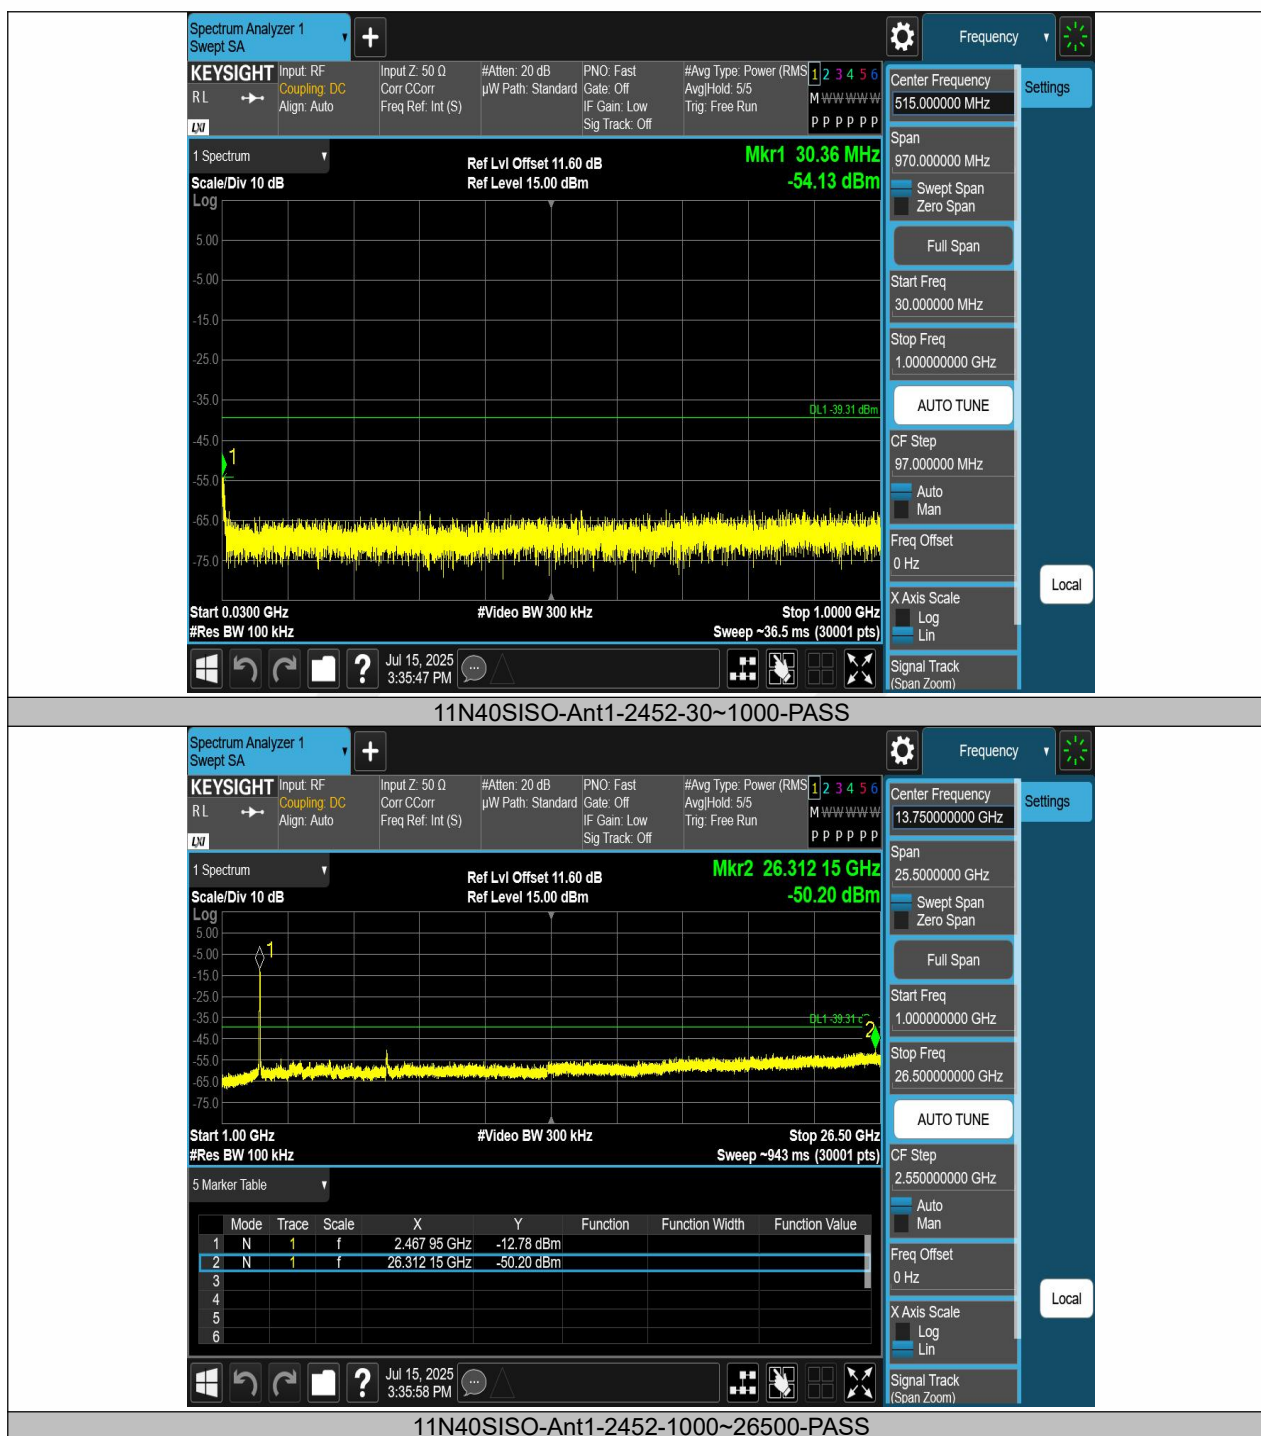 Spectrum Analyzer 1
Swept SA
+
Frequency
KEYSIGHT
RL
LXI
Input: RF
Coupling: DC
Align: Auto
Input Z: 50 Ω
Corr CCorr
Freq Ref: Int (S)
#Atten: 20 dB
µW Path: Standard
PNO: Fast
Gate: Off
IF Gain: Low
Sig Track: Off
#Avg Type: Power (RMS
Avg|Hold: 5/5
Trig: Free Run
1 2 3 4 5 6
M W W W W W
P P P P P P
Center Frequency
515.000000 MHz
Settings
Span
970.000000 MHz
Swept Span
Zero Span
Full Span
Start Freq
30.000000 MHz
Stop Freq
1.000000000 GHz
AUTO TUNE
CF Step
97.000000 MHz
Auto
Man
Freq Offset
0 Hz
X Axis Scale
Log
Lin
Signal Track
(Span Zoom)
Local
1 Spectrum
Scale/Div 10 dB
Log
Ref Lvl Offset 11.60 dB
Ref Level 15.00 dBm
Mkr1 30.36 MHz
-54.13 dBm
5.00
-5.00
-15.0
-25.0
-35.0
DL1 -39.31 dBm
-45.0
1
-55.0
-65.0
-75.0
Start 0.0300 GHz
#Video BW 300 kHz
Stop 1.0000 GHz
#Res BW 100 kHz
Sweep ~36.5 ms (30001 pts)
?
Jul 15, 2025
3:35:47 PM
11N40SISO-Ant1-2452-30~1000-PASS
Spectrum Analyzer 1
Swept SA
+
Frequency
KEYSIGHT
RL
LXI
Input: RF
Coupling: DC
Align: Auto
Input Z: 50 Ω
Corr CCorr
Freq Ref: Int (S)
#Atten: 20 dB
µW Path: Standard
PNO: Fast
Gate: Off
IF Gain: Low
Sig Track: Off
#Avg Type: Power (RMS
Avg|Hold: 5/5
Trig: Free Run
1 2 3 4 5 6
M W W W W W
P P P P P P
Center Frequency
13.750000000 GHz
Settings
Span
25.5000000 GHz
Swept Span
Zero Span
Full Span
Start Freq
1.000000000 GHz
Stop Freq
26.500000000 GHz
AUTO TUNE
CF Step
2.550000000 GHz
Auto
Man
Freq Offset
0 Hz
X Axis Scale
Log
Lin
Signal Track
(Span Zoom)
Local
1 Spectrum
Scale/Div 10 dB
Log
Ref Lvl Offset 11.60 dB
Ref Level 15.00 dBm
Mkr2 26.312 15 GHz
-50.20 dBm
5.00
-5.00
1
-15.0
-25.0
-35.0
DL1 -39.31
2
-45.0
-55.0
-65.0
-75.0
Start 1.00 GHz
#Video BW 300 kHz
Stop 26.50 GHz
#Res BW 100 kHz
Sweep ~943 ms (30001 pts)
5 Marker Table
Mode Trace Scale X Y Function Function Width Function Value
1 N 1 f 2.467 95 GHz -12.78 dBm
2 N 1 f 26.312 15 GHz -50.20 dBm
3
4
5
6
?
Jul 15, 2025
3:35:58 PM
11N40SISO-Ant1-2452-1000~26500-PASS